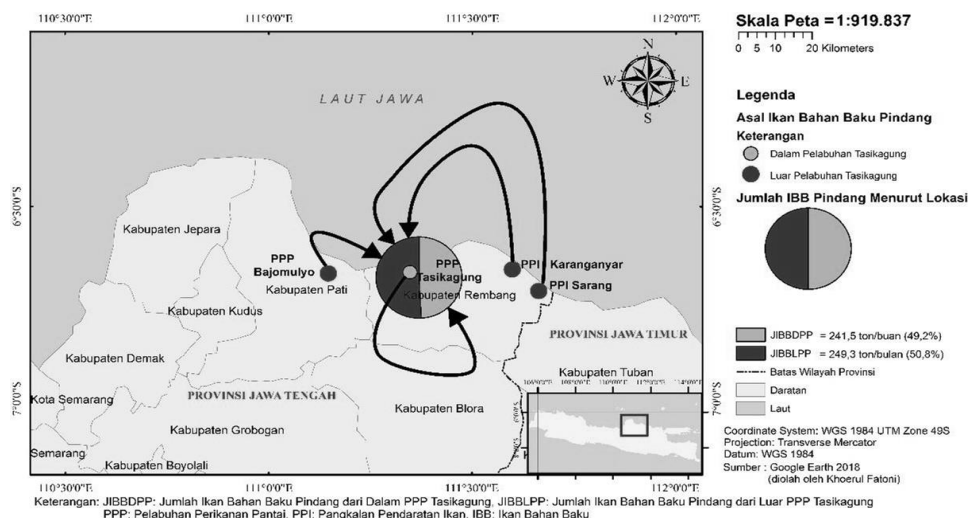 110°30'0"E 111°0'0"E 111°30'0"E 112°0'0"E
Skala Peta = 1:919.837
0 5 10 20 Kilometers
N
W E
S
LAUT JAWA
Legenda
Asal Ikan Bahan Baku Pindang
Keterangan
Dalam Pelabuhan Tasikagung
Luar Pelabuhan Tasikagung
Jumlah IBB Pindang Menurut Lokasi
6°30'0"S 6°30'0"S
Kabupaten Jepara
PPP
Bajomulyo
Kabupaten Pati
PPP
Tasikagung
Kabupaten Rembang
PPI Karanganyar
PPI Sarang
Kabupaten Kudus
PROVINSI JAWA TIMUR
Kabupaten Demak
Kabupaten Tuban
JIBBDPP = 241,5 ton/buan (49,2%)
JIBBLPP = 249,3 ton/bulan (50,8%)
Batas Wilayah Provinsi
Daratan
Laut
Kota Semarang
PROVINSI JAWA TENGAH
Kabupaten Blora
7°0'0"S 7°0'0"S
Kabupaten Grobogan
Semarang
Kabupaten Boyolali
Coordinate System: WGS 1984 UTM Zone 49S
Projection: Transverse Mercator
Datum: WGS 1984
Sumber : Google Earth 2018
(diolah oleh Khoerul Fatoni)
110°30'0"E 111°0'0"E 111°30'0"E 112°0'0"E
Keterangan: JIBBDPP: Jumlah Ikan Bahan Baku Pindang dari Dalam PPP Tasikagung, JIBBLPP: Jumlah Ikan Bahan Baku Pindang dari Luar PPP Tasikagung
PPP: Pelabuhan Perikanan Pantai, PPI: Pangkalan Pendaratan Ikan, IBB: Ikan Bahan Baku